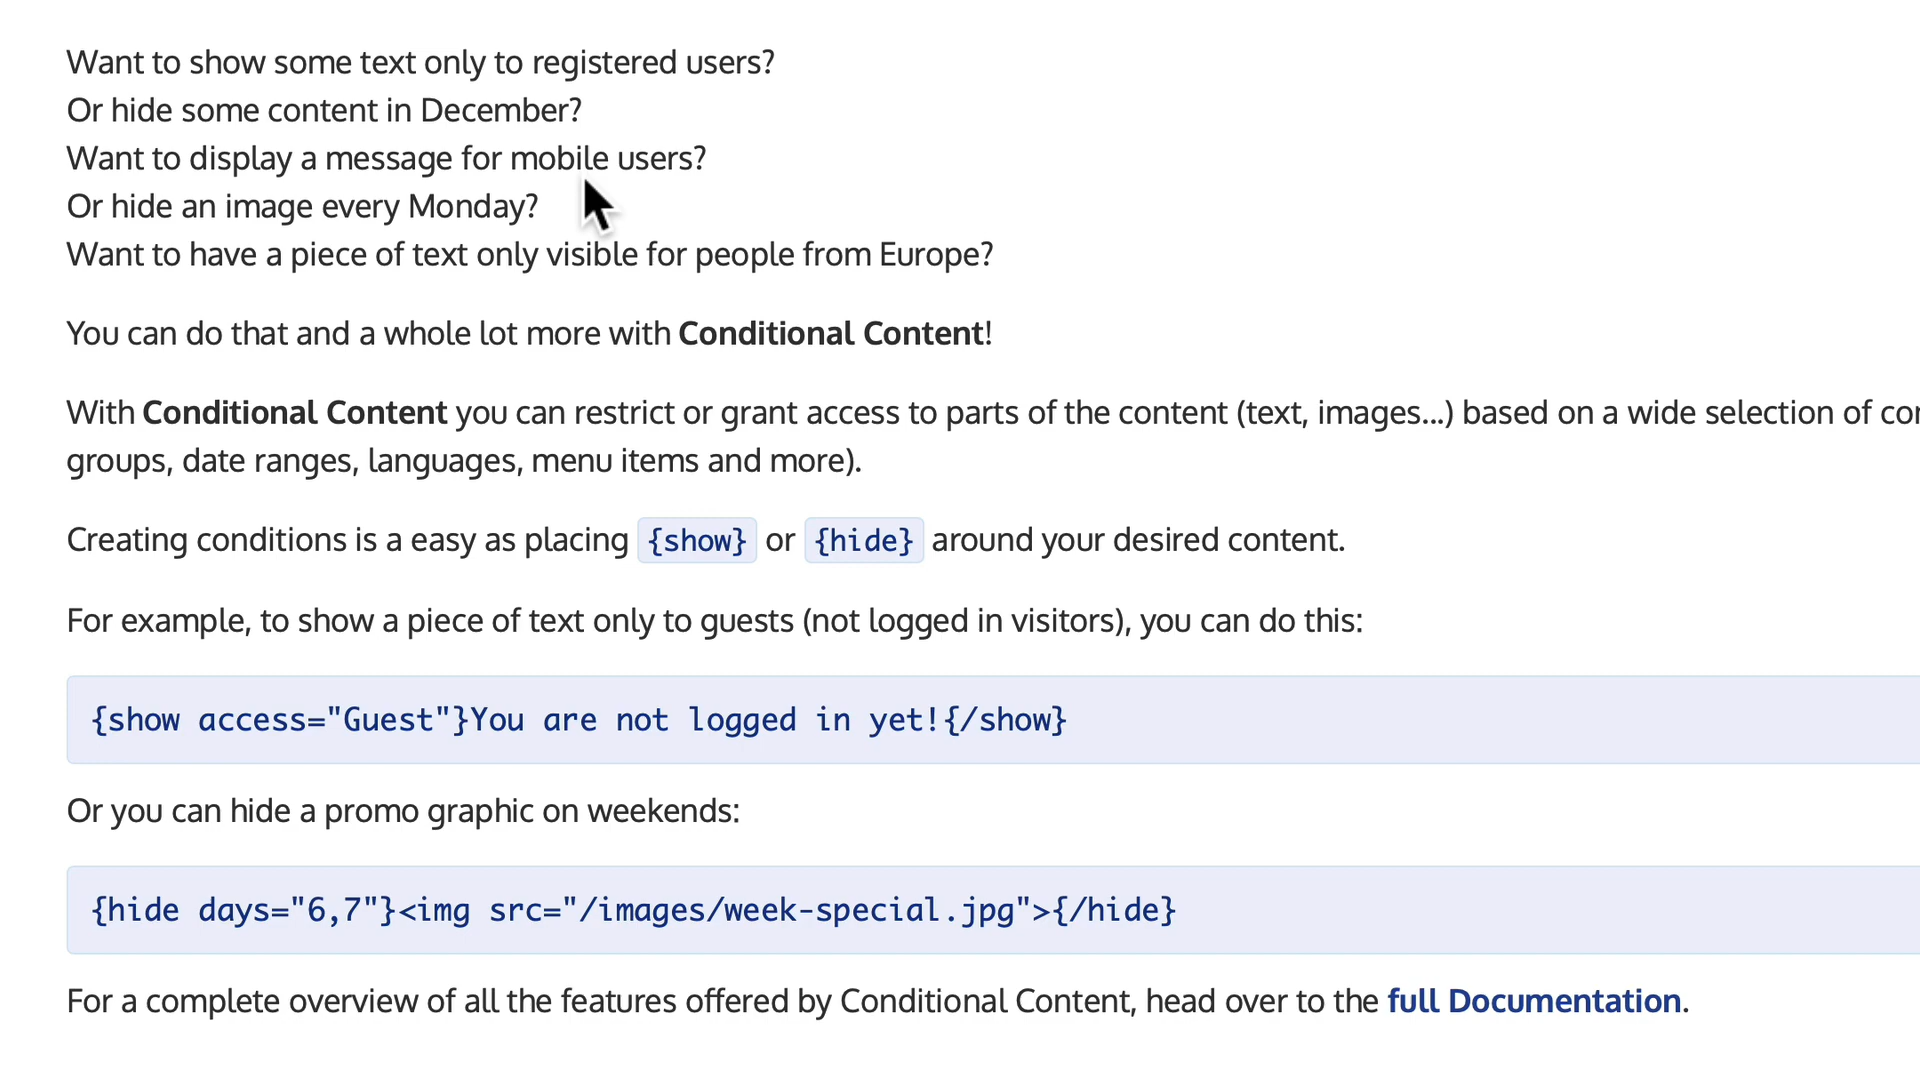 Want to show some text only to registered users?
Or hide some content in December?
Want to display a message for mobile users?
Or hide an image every Monday?
Want to have a piece of text only visible for people from Europe?
You can do that and a whole lot more with Conditional Content!
With Conditional Content you can restrict or grant access to parts of the content (text, images...) based on a wide selection of
groups, date ranges, languages, menu items and more).
Creating conditions is a easy as placing {show} or {hide} around your desired content.
For example, to show a piece of text only to guests (not logged in visitors), you can do this:
{show access="Guest"}You are not logged in yet!{/show}
Or you can hide a promo graphic on weekends:
{hide days="6,7"}<img src="/images/week-special.jpg">{/hide}
For a complete overview of all the features offered by Conditional Content, head over to the full Documentation.